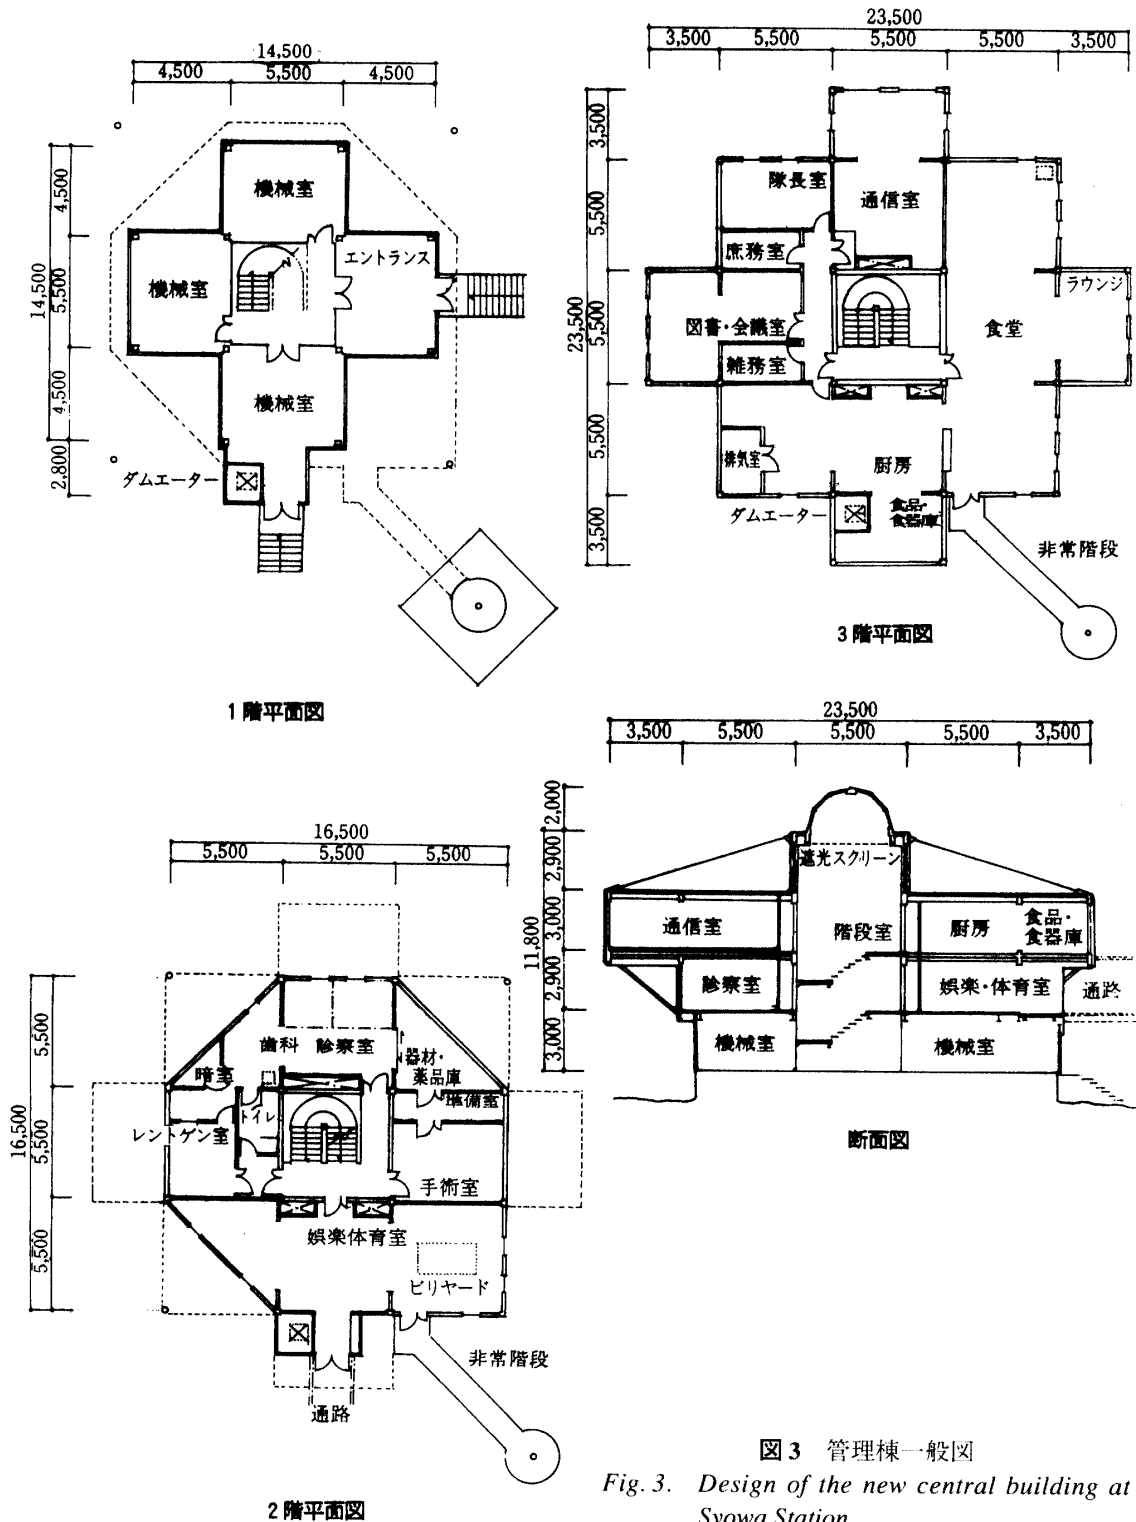 14,500
4,500 5,500 4,500
4,500
5,500
4,500
2,800
14,500
機械室
機械室
エントランス
N
機械室
ダムエーター
1階平面図
23,500
3,500 5,500 5,500 5,500 3,500
3,500
5,500
5,500
5,500
3,500
23,500
隊長室
通信室
庶務室
ラウンジ
図書・会議室
食堂
雑務室
排気室
厨房
ダムエーター
食品・
食器庫
非常階段
3階平面図
16,500
5,500 5,500 5,500
5,500
5,500
5,500
16,500
歯科 診察室
器材・
薬品庫
暗室
準備室
トイレ
レントゲン室
手術室
娯楽体育室
ビリヤード
非常階段
通路
2階平面図
23,500
3,500 5,500 5,500 5,500 3,500
2,000
2,900
3,000
2,900
3,000
11,800
遮光スクリーン
通信室
階段室
厨房
食品・
食器庫
診察室
娯楽・体育室
通路
機械室
機械室
断面図
図3 管理棟一般図
Fig. 3. Design of the new central building at
Syowa Station